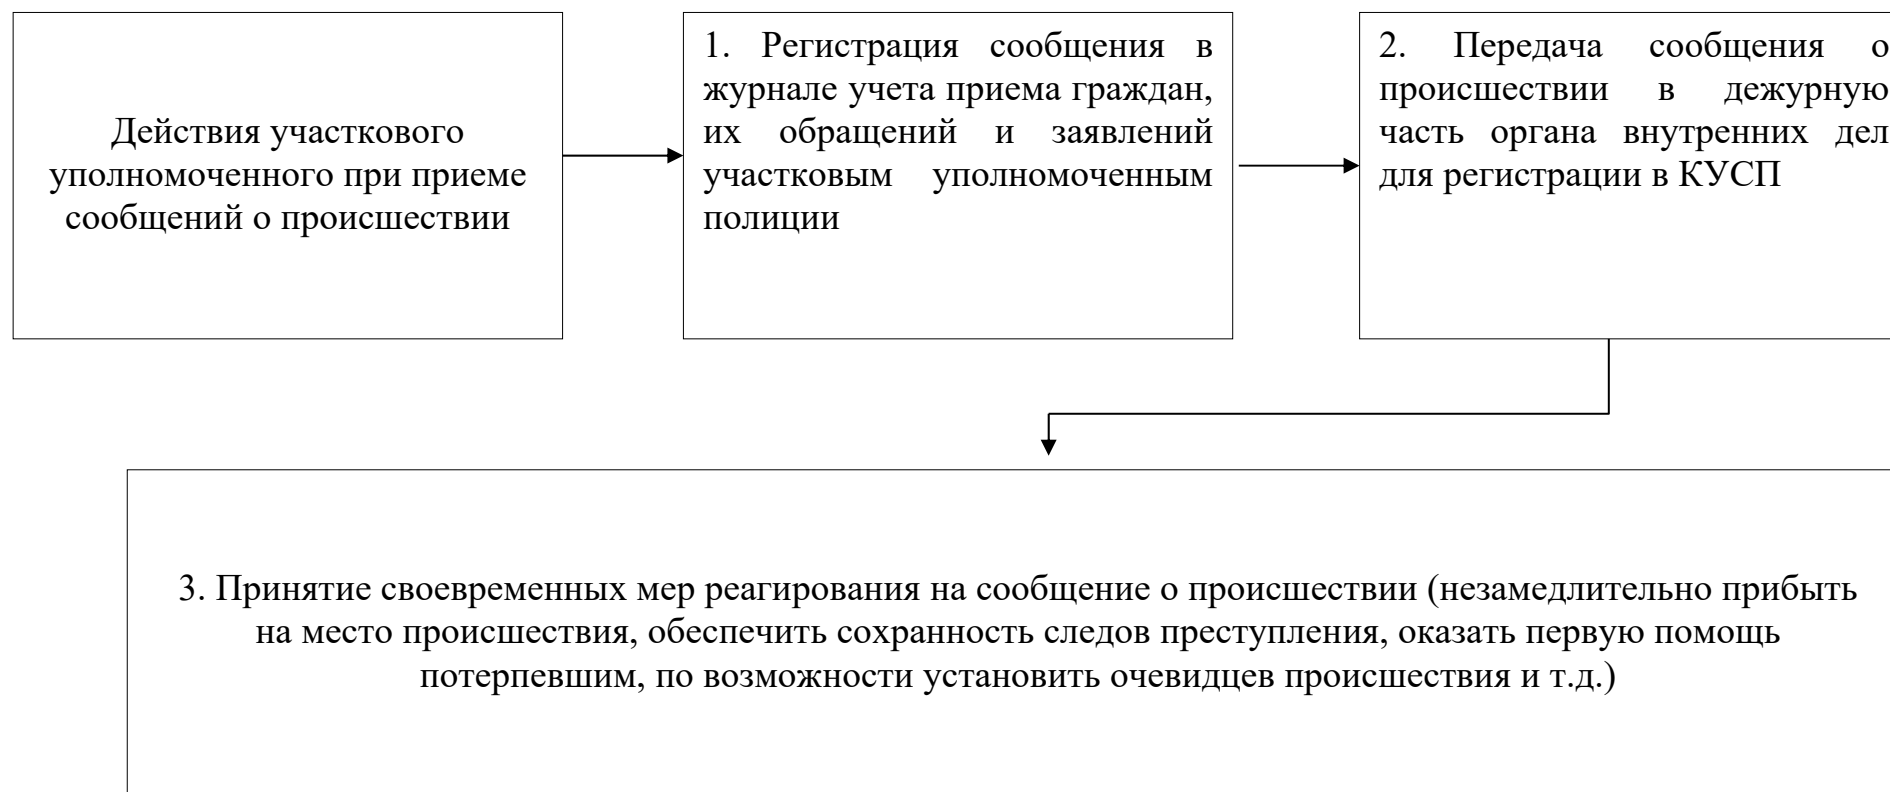 Действия участкового
уполномоченного при приеме
сообщений о происшествии
1. Регистрация сообщения в
журнале учета приема граждан,
их обращений и заявлений
участковым уполномоченным
полиции
2. Передача сообщения о
происшествии в дежурную
часть органа внутренних дел
для регистрации в КУСП
3. Принятие своевременных мер реагирования на сообщение о происшествии (незамедлительно прибыть
на место происшествия, обеспечить сохранность следов преступления, оказать первую помощь
потерпевшим, по возможности установить очевидцев происшествия и т.д.)